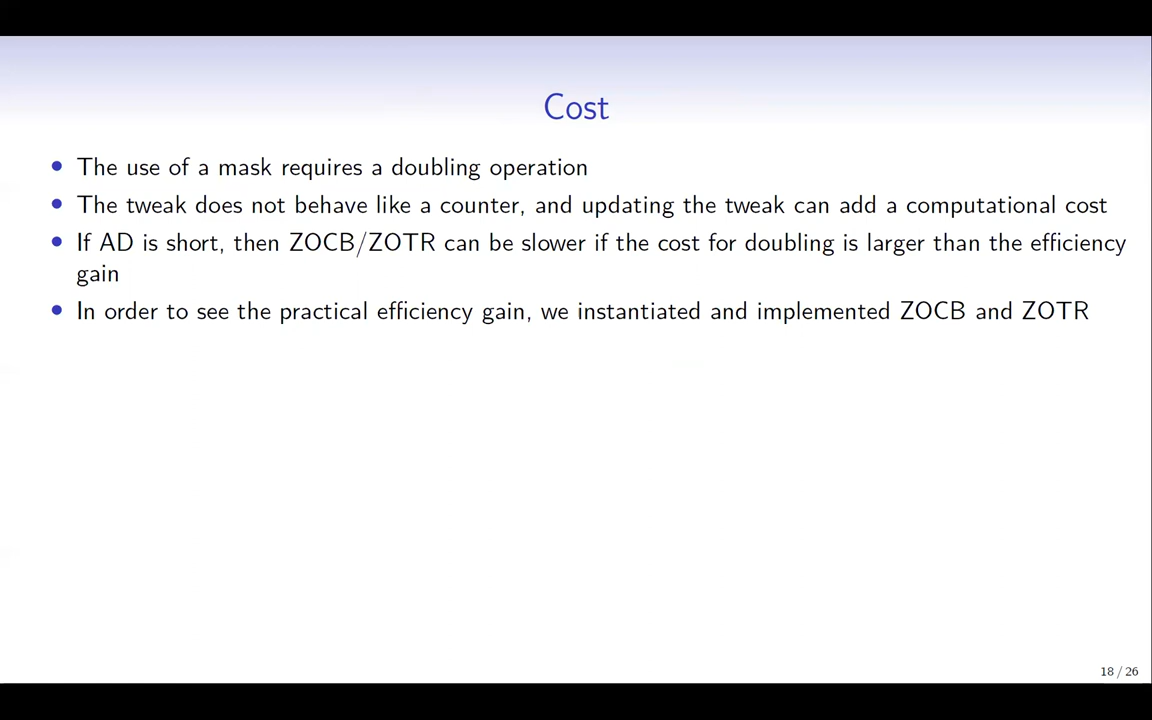 Cost
• The use of a mask requires a doubling operation
• The tweak does not behave like a counter, and updating the tweak can add a computational cost
• If AD is short, then ZOCB/ZOTR can be slower if the cost for doubling is larger than the efficiency
gain
• In order to see the practical efficiency gain, we instantiated and implemented ZOCB and ZOTR
18 / 26